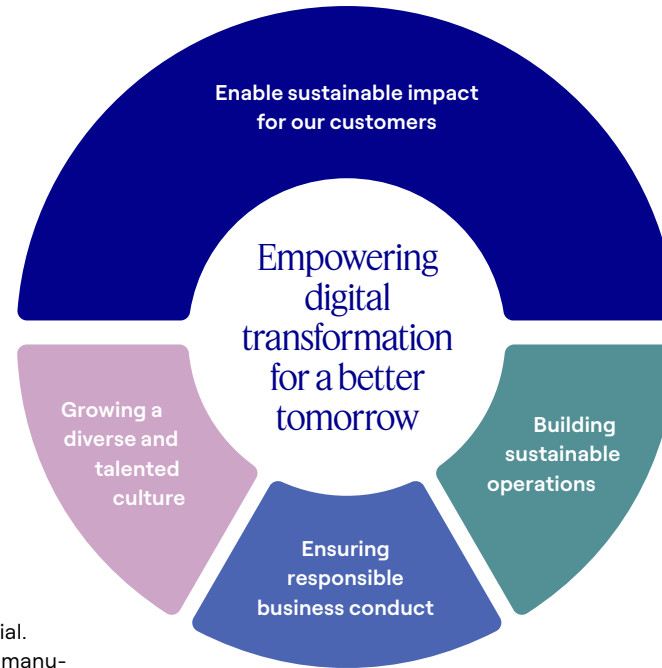 Enable sustainable impact
for our customers
Empowering
digital
transformation
for a better
tomorrow
Growing a
diverse and
talented
culture
Building
sustainable
operations
Ensuring
responsible
business conduct
ial.
manu-